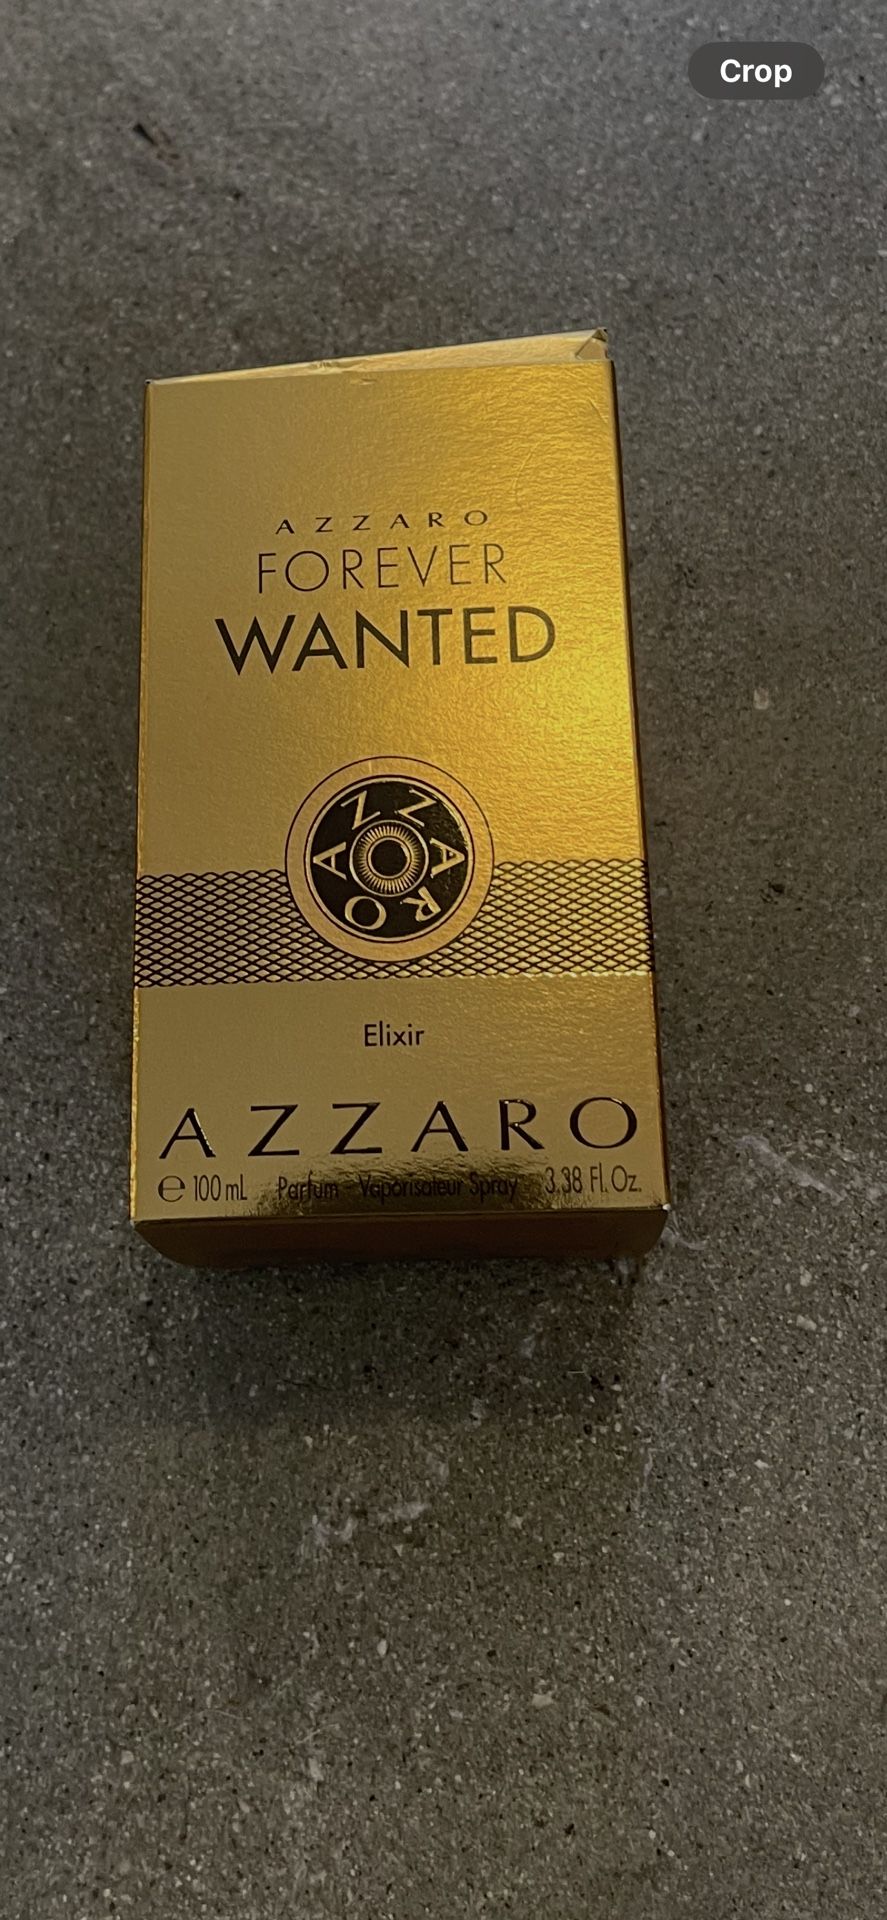 Crop
AZZARO
FOREVER
WANTED
AZZARO
Elixir
AZZARO
℮ 100 mL Parfum - Vaporisateur Spray 3.38 Fl. Oz.